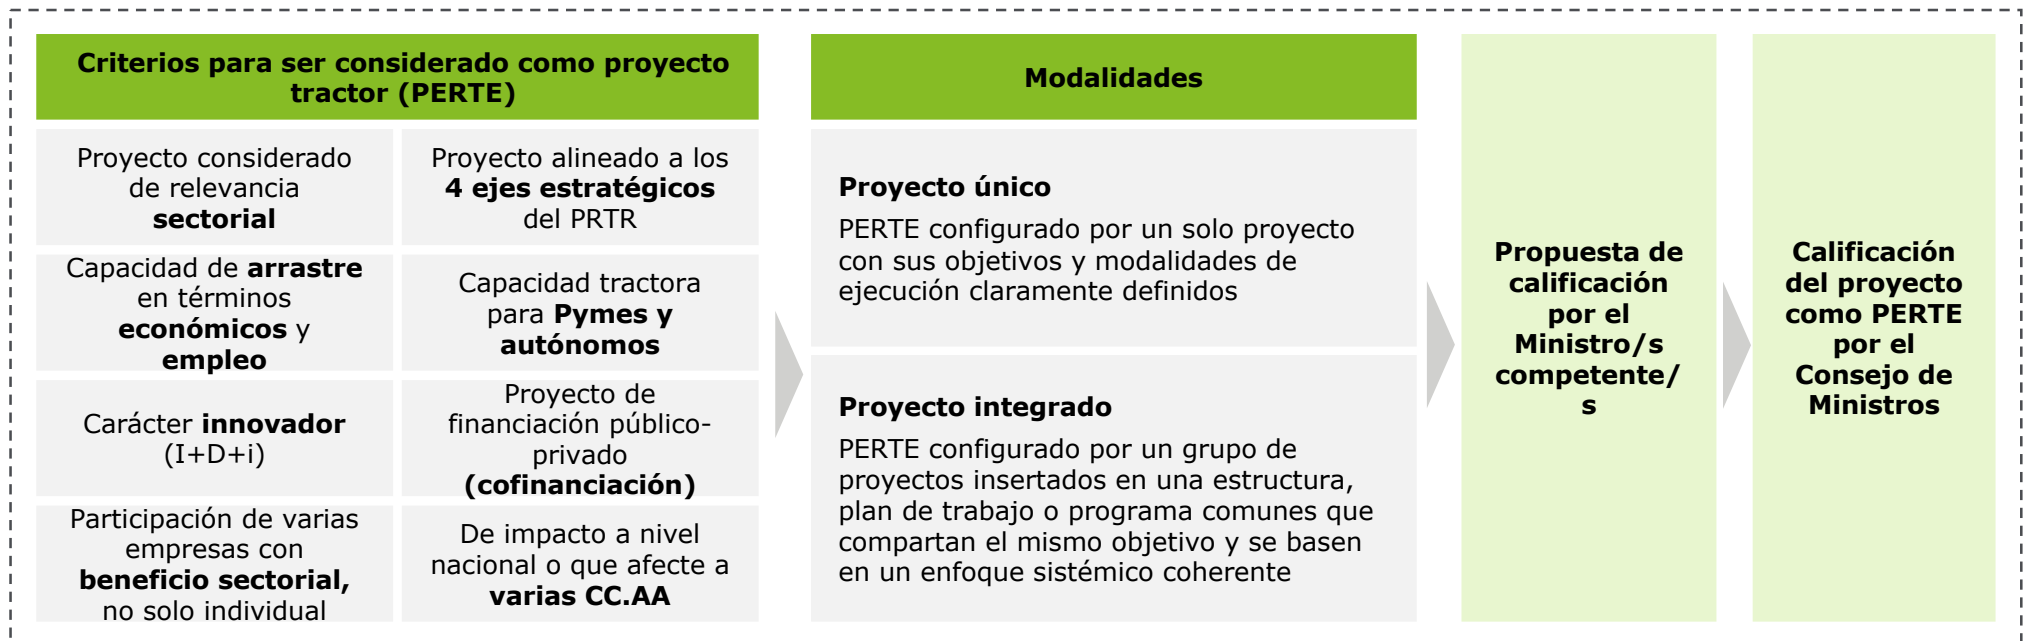 Criterios para ser considerado como proyecto
tractor (PERTE)
Proyecto considerado
de relevancia
sectorial
Proyecto alineado a los
4 ejes estratégicos
del PRTR
Capacidad de arrastre
en términos
económicos y
empleo
Capacidad tractora
para Pymes y
autónomos
Carácter innovador
(I+D+i)
Proyecto de
financiación público-
privado
(cofinanciación)
Participación de varias
empresas con
beneficio sectorial,
no solo individual
De impacto a nivel
nacional o que afecte a
varias CC.AA
Modalidades
Proyecto único
PERTE configurado por un solo proyecto
con sus objetivos y modalidades de
ejecución claramente definidos
Proyecto integrado
PERTE configurado por un grupo de
proyectos insertados en una estructura,
plan de trabajo o programa comunes que
compartan el mismo objetivo y se basen
en un enfoque sistémico coherente
Propuesta de
calificación
por el
Ministro/s
competente/
s
Calificación
del proyecto
como PERTE
por el
Consejo de
Ministros